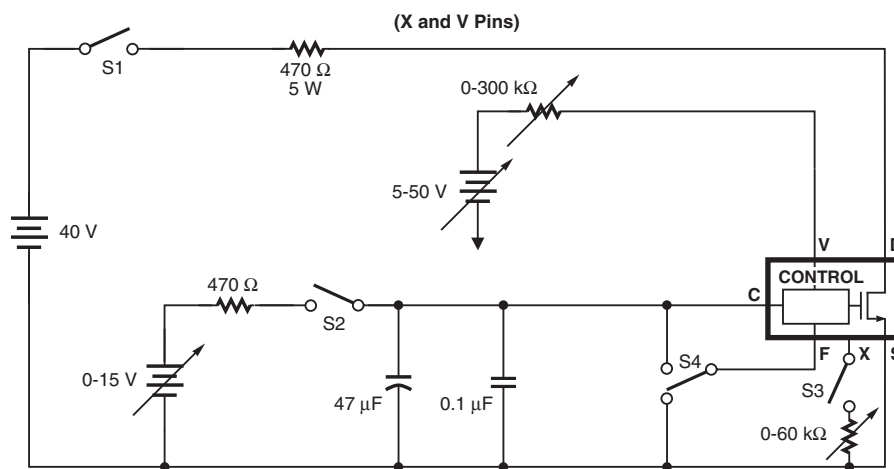 (X and V Pins)
S1
470 Ω
5 W
0-300 kΩ
5-50 V
40 V
V
D
CONTROL
C
470 Ω
S2
F
X
S
S4
S3
0-15 V
47 µF
0.1 µF
0-60 kΩ